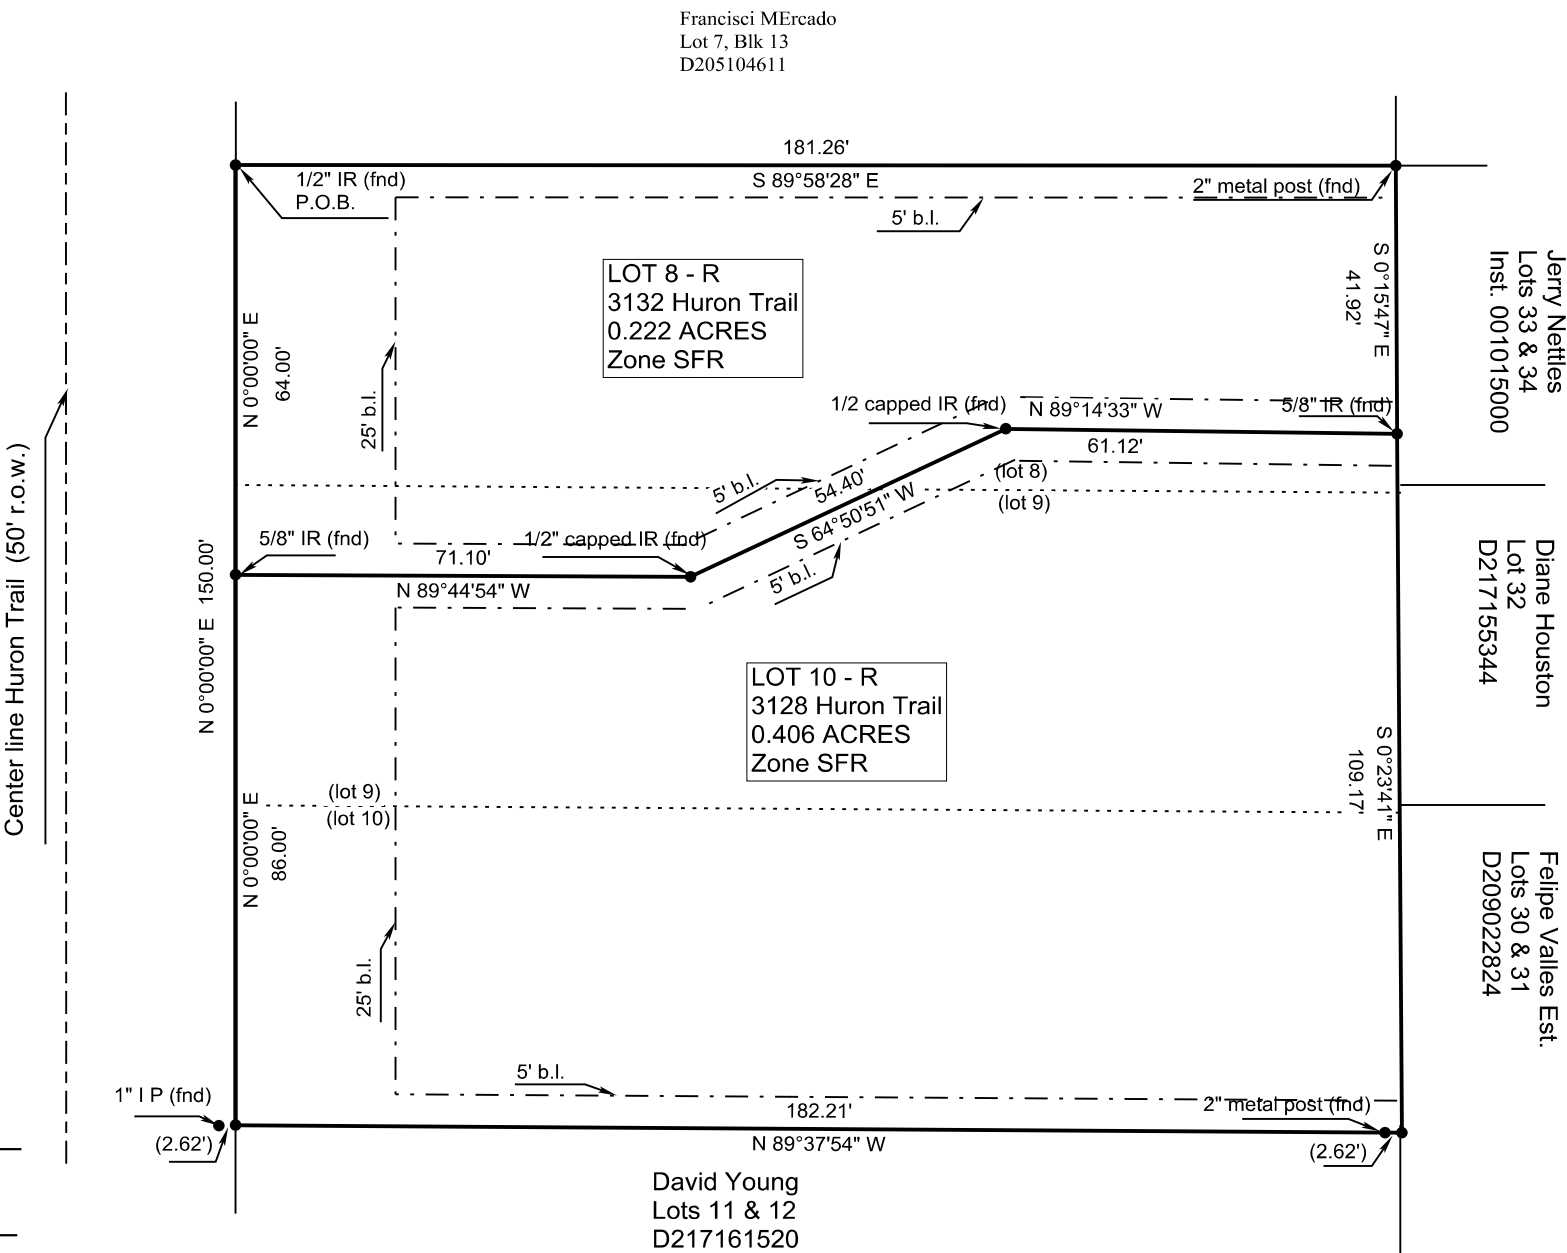 Francisci MErcado
Lot 7, Blk 13
D205104611
181.26'
S 89°58'28" E
1/2" IR (fnd)
P.O.B.
2" metal post (fnd)
5' b.l.
LOT 8 - R
3132 Huron Trail
0.222 ACRES
Zone SFR
N 0°00'00" E
64.00'
25' b.l.
S 0°15'47" E
41.92'
Jerry Nettles
Lots 33 & 34
Inst. 001015000
1/2 capped IR (fnd)
N 89°14'33" W
5/8" IR (fnd)
61.12'
(lot 8)
(lot 9)
5' b.l.
54.40'
S 64°50'51" W
5' b.l.
5/8" IR (fnd)
71.10'
1/2" capped IR (fnd)
N 89°44'54" W
Center line Huron Trail (50' r.o.w.)
N 0°00'00" E 150.00'
Diane Houston
Lot 32
D217155344
LOT 10 - R
3128 Huron Trail
0.406 ACRES
Zone SFR
S 0°23'41" E
109.17'
(lot 9)
(lot 10)
N 0°00'00" E
86.00'
25' b.l.
Felipe Valles Est.
Lots 30 & 31
D209022824
5' b.l.
1" I P (fnd)
(2.62')
182.21'
N 89°37'54" W
2" metal post (fnd)
(2.62')
David Young
Lots 11 & 12
D217161520